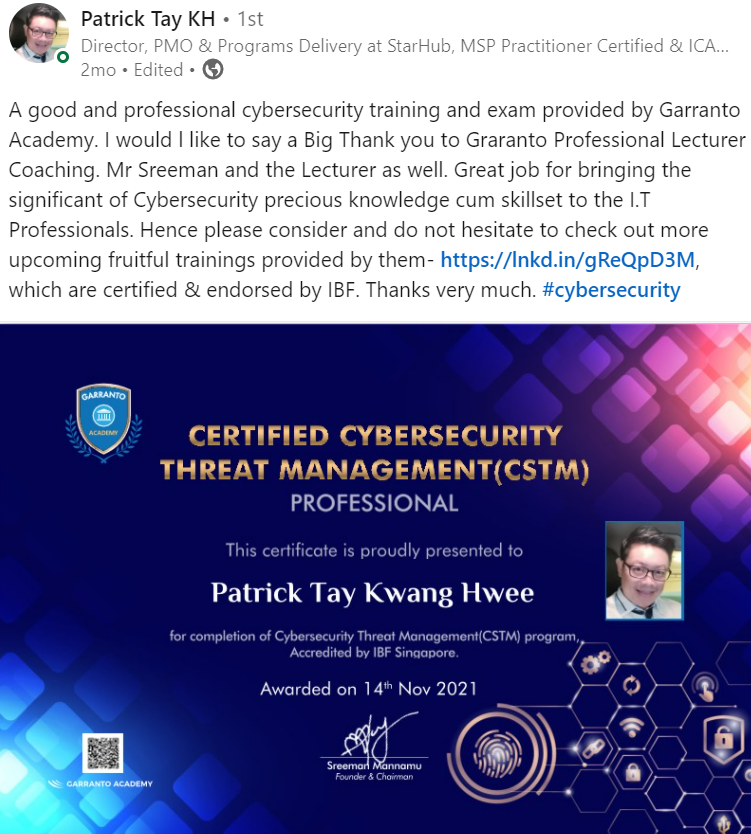 Patrick Tay KH • 1st
Director, PMO & Programs Delivery at StarHub, MSP Practitioner Certified & ICA...
2mo • Edited •
A good and professional cybersecurity training and exam provided by Garranto
Academy. I would l like to say a Big Thank you to Graranto Professional Lecturer
Coaching. Mr Sreeman and the Lecturer as well. Great job for bringing the
significant of Cybersecurity precious knowledge cum skillset to the I.T
Professionals. Hence please consider and do not hesitate to check out more
upcoming fruitful trainings provided by them- https://lnkd.in/gReQpD3M,
which are certified & endorsed by IBF. Thanks very much. #cybersecurity
GARRANTO
ACADEMY
CERTIFIED CYBERSECURITY
THREAT MANAGEMENT(CSTM)
PROFESSIONAL
This certificate is proudly presented to
Patrick Tay Kwang Hwee
for completion of Cybersecurity Threat Management(CSTM) program,
Accredited by IBF Singapore.
Awarded on 14th Nov 2021
Sreeman Mannamu
Founder & Chairman
GARRANTO ACADEMY